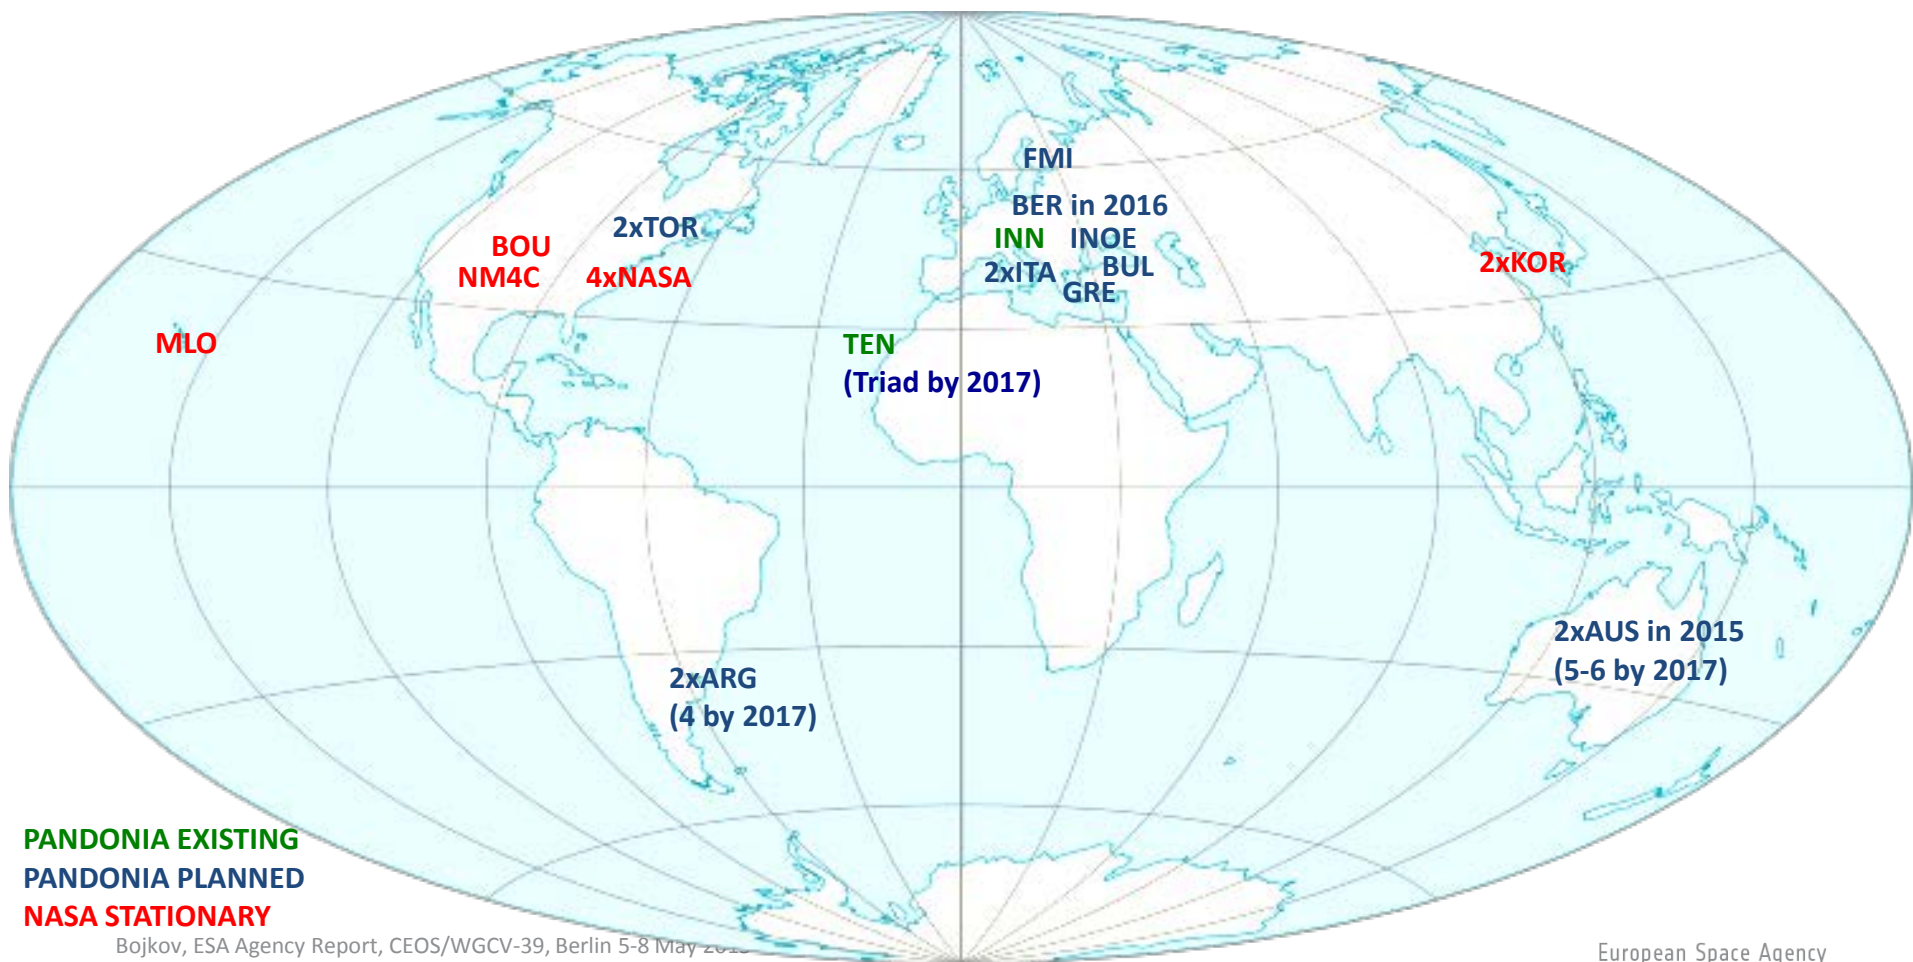 FMI
BER in 2016
2xTOR
INN INOE
BOU
BUL
2xKOR
NM4C 4xNASA
2xITA
GRE
MLO
TEN
(Triad by 2017)
2xAUS in 2015
(5-6 by 2017)
2xARG
(4 by 2017)
PANDONIA EXISTING
PANDONIA PLANNED
NASA STATIONARY
Bojkov, ESA Agency Report, CEOS/WGCV-39, Berlin 5-8 May
European Space Agency